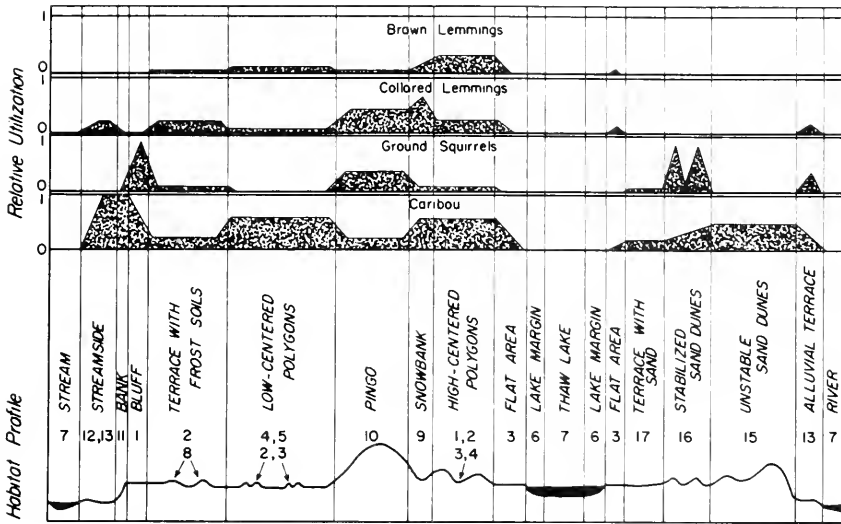 1
Brown Lemmings
0
1
Collared Lemmings
0
1
Ground Squirrels
0
1
Caribou
0
Relative Utilization
STREAM
STREAMSIDE
BANK
BLUFF
TERRACE WITH
FROST SOILS
LOW-CENTERED
POLYGONS
PINGO
SNOWBANK
HIGH-CENTERED
POLYGONS
FLAT AREA
LAKE MARGIN
THAW LAKE
LAKE MARGIN
FLAT AREA
TERRACE WITH
SAND
STABILIZED
SAND DUNES
UNSTABLE
SAND DUNES
ALLUVIAL TERRACE
RIVER
7 12,13 11 1 2 4,5 10 9 1,2 3 6 7 6 3 17 16 15 13 7
8 2,3 3,4
Habitat Profile